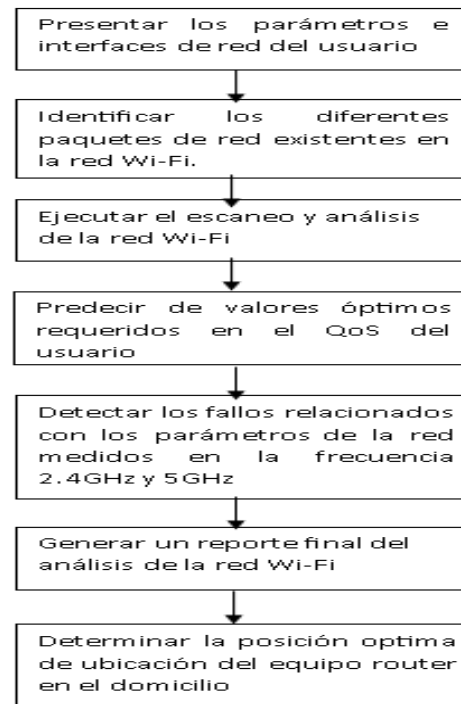 Presentar los parámetros e
interfaces de red del usuario
Identificar los diferentes
paquetes de red existentes en
la red Wi-Fi.
Ejecutar el escaneo y análisis
de la red Wi-Fi
Predecir de valores óptimos
requeridos en el QoS del
usuario
Detectar los fallos relacionados
con los parámetros de la red
medidos en la frecuencia
2.4GHz y 5GHz
Generar un reporte final del
análisis de la red Wi-Fi
Determinar la posición optima
de ubicación del equipo router
en el domicilio